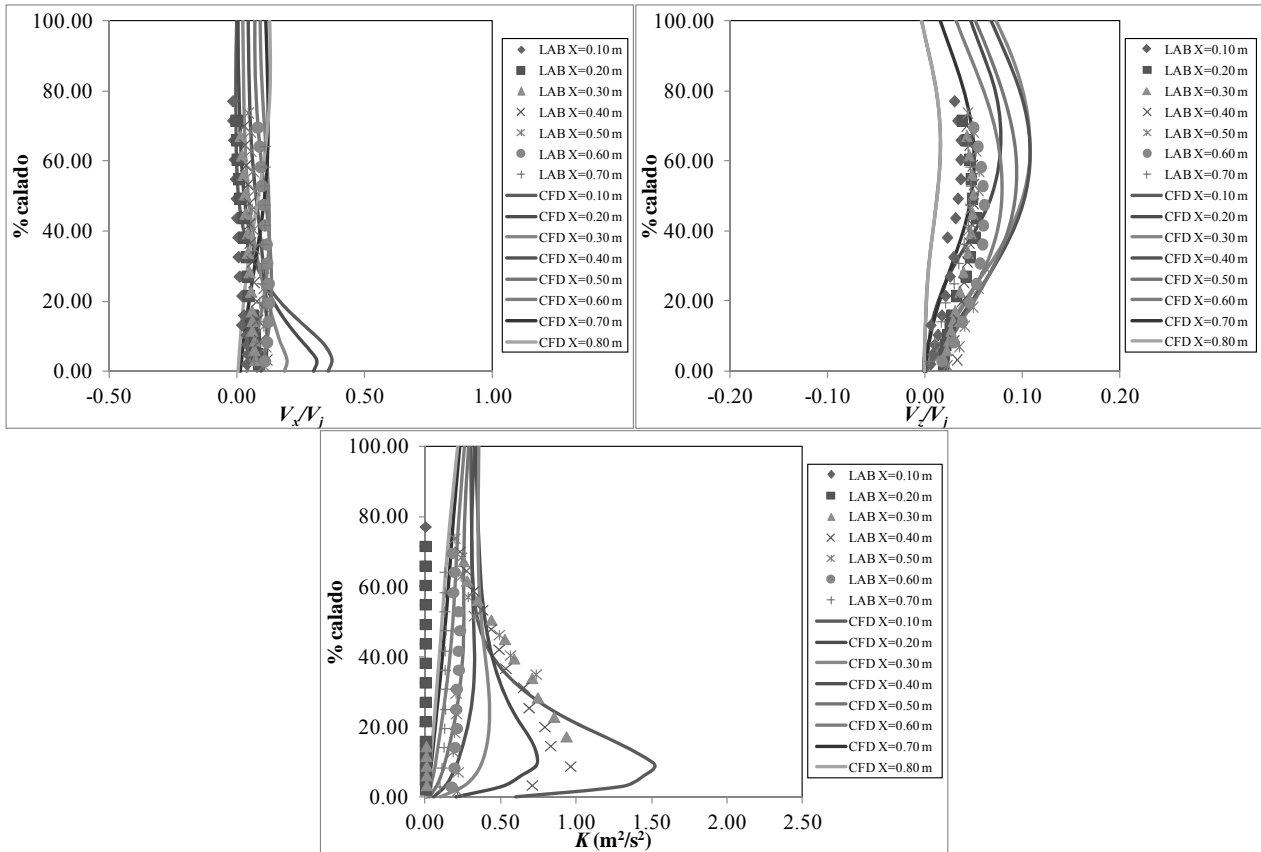 100.00
80.00
60.00
40.00
20.00
0.00
% calado
-0.50
0.00
0.50
1.00
Vx/Vj
LAB X=0.10 m
LAB X=0.20 m
LAB X=0.30 m
LAB X=0.40 m
LAB X=0.50 m
LAB X=0.60 m
LAB X=0.70 m
CFD X=0.10 m
CFD X=0.20 m
CFD X=0.30 m
CFD X=0.40 m
CFD X=0.50 m
CFD X=0.60 m
CFD X=0.70 m
CFD X=0.80 m
100.00
80.00
60.00
40.00
20.00
0.00
% calado
-0.20
-0.10
0.00
0.10
0.20
Vz/Vj
LAB X=0.10 m
LAB X=0.20 m
LAB X=0.30 m
LAB X=0.40 m
LAB X=0.50 m
LAB X=0.60 m
LAB X=0.70 m
CFD X=0.10 m
CFD X=0.20 m
CFD X=0.30 m
CFD X=0.40 m
CFD X=0.50 m
CFD X=0.60 m
CFD X=0.70 m
CFD X=0.80 m
100.00
80.00
60.00
40.00
20.00
0.00
% calado
0.00
0.50
1.00
1.50
2.00
2.50
K (m²/s²)
LAB X=0.10 m
LAB X=0.20 m
LAB X=0.30 m
LAB X=0.40 m
LAB X=0.50 m
LAB X=0.60 m
LAB X=0.70 m
CFD X=0.10 m
CFD X=0.20 m
CFD X=0.30 m
CFD X=0.40 m
CFD X=0.50 m
CFD X=0.60 m
CFD X=0.70 m
CFD X=0.80 m